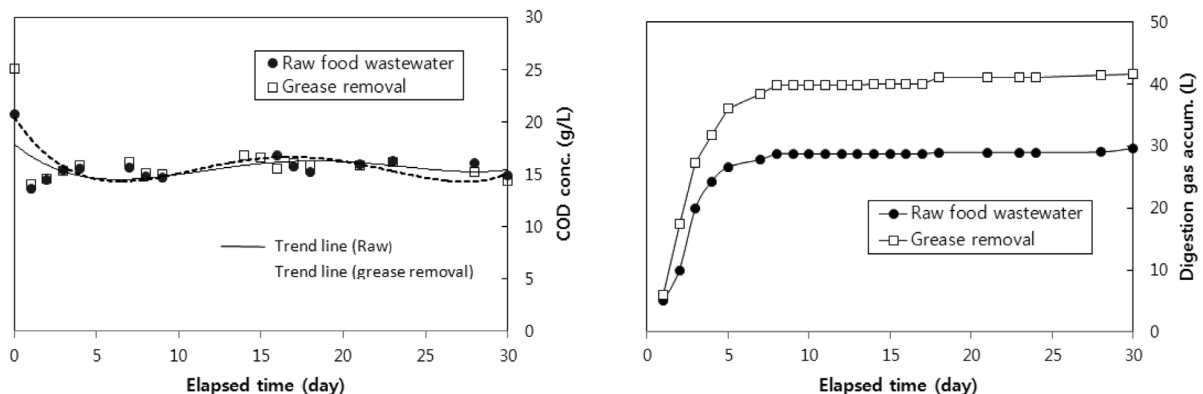 30
25
20
15
10
5
0
COD conc. (g/L)
Raw food wastewater
Grease removal
Trend line (Raw)
Trend line (grease removal)
0 5 10 15 20 25 30
Elapsed time (day)
50
40
30
20
10
0
Digestion gas accum. (L)
Raw food wastewater
Grease removal
0 5 10 15 20 25 30
Elapsed time (day)